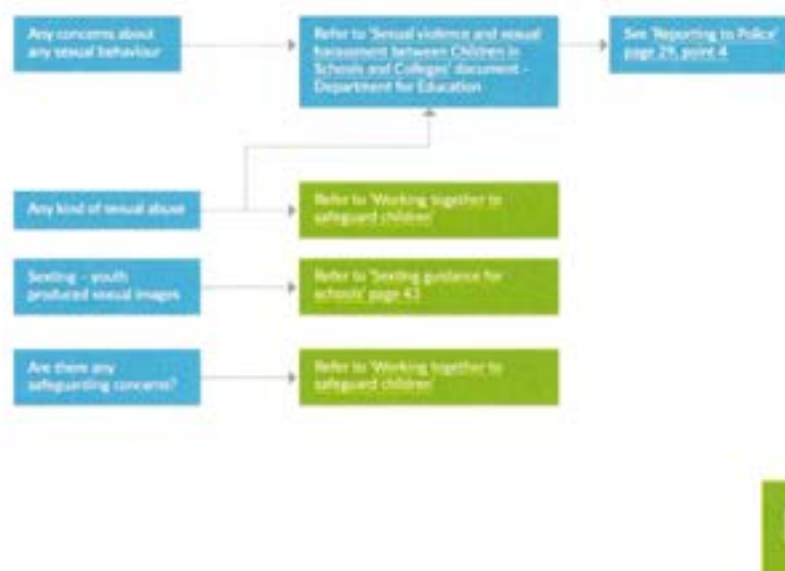 Any concerns about
any sexual behaviour
Refer to 'Sexual violence and sexual
harassment between Children in
Schools and Colleges' document -
Department for Education
See 'Reporting to Police'
page 29, point 4
Any kind of sexual abuse
Refer to 'Working together to
safeguard children'
Sexting - youth
produced sexual images
Refer to 'Sexting guidance for
schools' page 43
Are there any
safeguarding concerns?
Refer to 'Working together to
safeguard children'